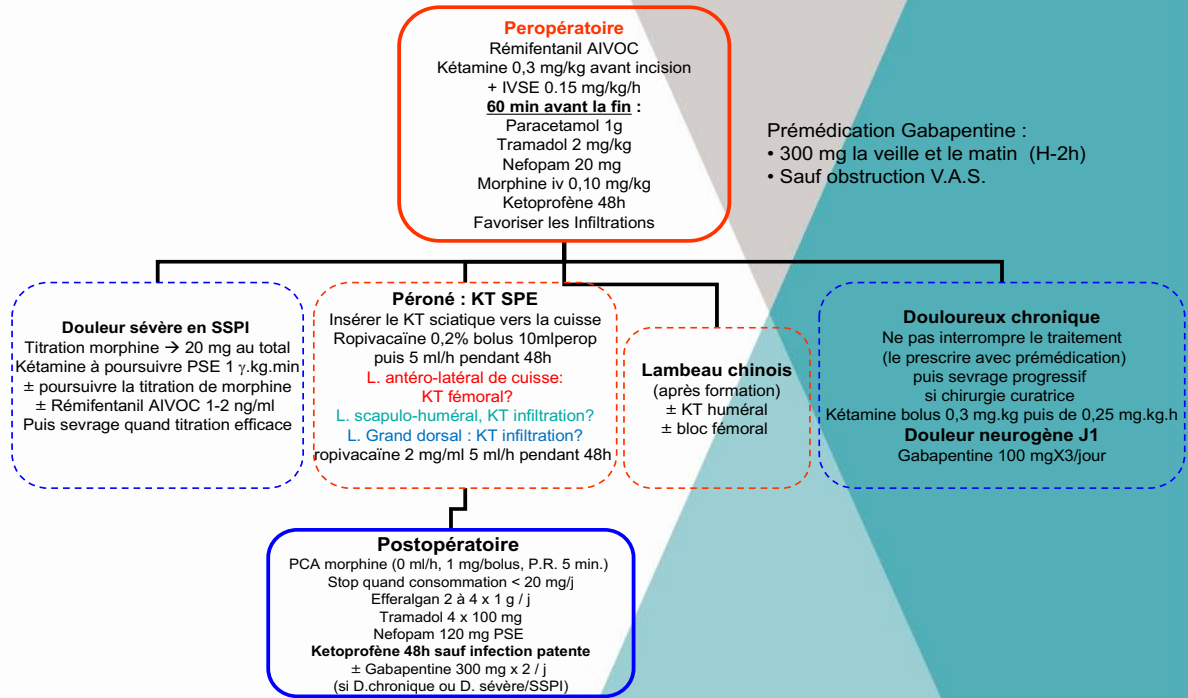 Peropératoire
Rémifentanil AIVOC
Kétamine 0,3 mg/kg avant incision
+ IVSE 0.15 mg/kg/h
60 min avant la fin :
Paracetamol 1g
Tramadol 2 mg/kg
Nefopam 20 mg
Morphine iv 0,10 mg/kg
Ketoprofène 48h
Favoriser les Infiltrations
Prémédication Gabapentine :
• 300 mg la veille et le matin (H-2h)
• Sauf obstruction V.A.S.
Douleur sévère en SSPI
Titration morphine → 20 mg au total
Kétamine à poursuivre PSE 1 γ.kg.min
± poursuivre la titration de morphine
± Rémifentanil AIVOC 1-2 ng/ml
Puis sevrage quand titration efficace
Péroné : KT SPE
Insérer le KT sciatique vers la cuisse
Ropivacaïne 0,2% bolus 10mlperop
puis 5 ml/h pendant 48h
L. antéro-latéral de cuisse:
KT fémoral?
L. scapulo-huméral, KT infiltration?
L. Grand dorsal : KT infiltration?
ropivacaïne 2 mg/ml 5 ml/h pendant 48h
Lambeau chinois
(après formation)
± KT huméral
± bloc fémoral
Douloureux chronique
Ne pas interrompre le traitement
(le prescrire avec prémédication)
puis sevrage progressif
si chirurgie curatrice
Kétamine bolus 0,3 mg.kg puis de 0,25 mg.kg.h
Douleur neurogène J1
Gabapentine 100 mgX3/jour
Postopératoire
PCA morphine (0 ml/h, 1 mg/bolus, P.R. 5 min.)
Stop quand consommation < 20 mg/j
Efferalgan 2 à 4 x 1 g / j
Tramadol 4 x 100 mg
Nefopam 120 mg PSE
Ketoprofène 48h sauf infection patente
± Gabapentine 300 mg x 2 / j
(si D.chronique ou D. sévère/SSPI)